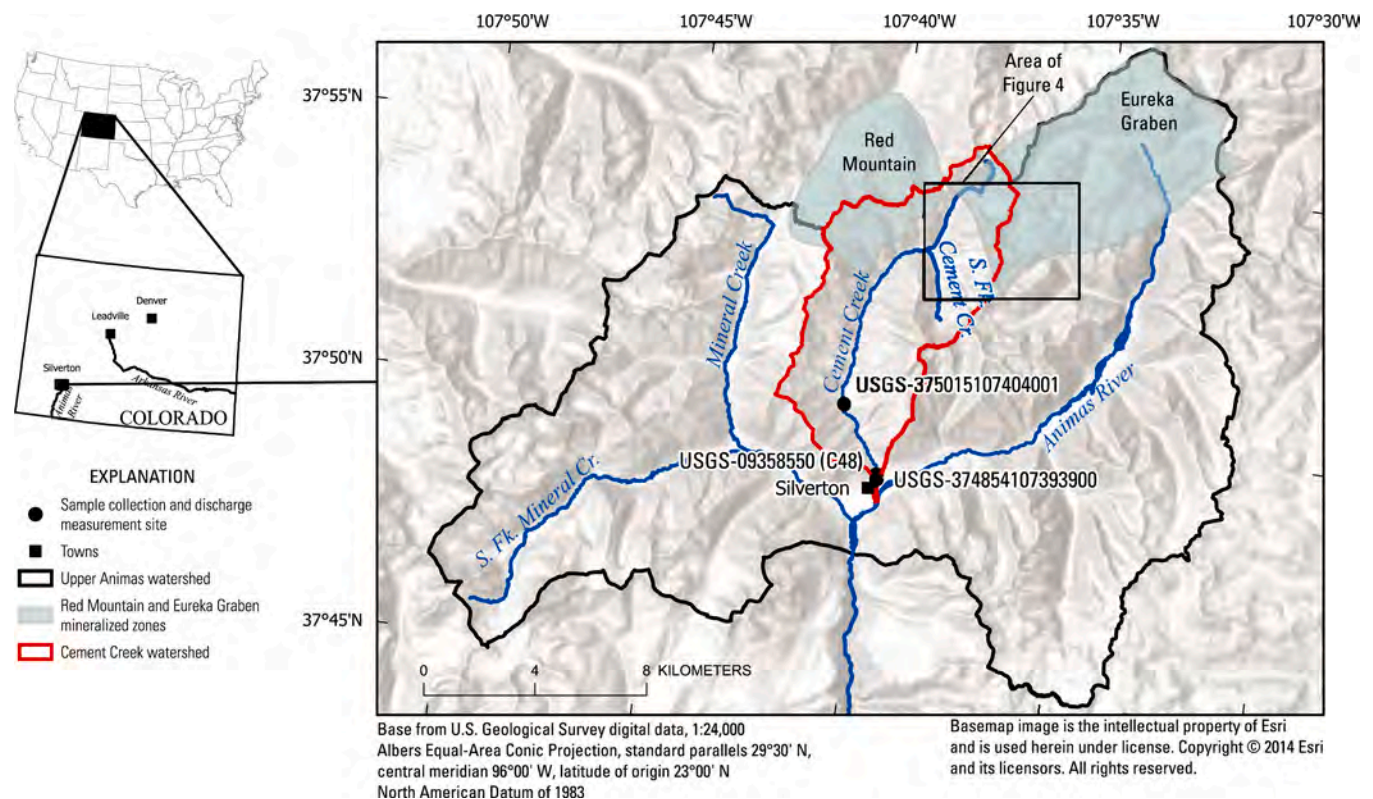 107°50'W
107°45'W
107°40'W
107°35'W
107°30'W
37°55'N
37°50'N
37°45'N
Area of
Figure 4
Eureka
Graben
Red
Mountain
Mineral Creek
Cement Creek
S. Fk.
Cement Cr.
Animas River
S. Fk. Mineral Cr.
USGS-375015107404001
USGS-09358550 (C48)
USGS-374854107393900
Silverton
0 4 8 KILOMETERS
Denver
Leadville
Silverton
Arkansas River
Animas
River
COLORADO
EXPLANATION
Sample collection and discharge
measurement site
Towns
Upper Animas watershed
Red Mountain and Eureka Graben
mineralized zones
Cement Creek watershed
Base from U.S. Geological Survey digital data, 1:24,000
Albers Equal-Area Conic Projection, standard parallels 29°30' N,
central meridian 96°00' W, latitude of origin 23°00' N
North American Datum of 1983
Basemap image is the intellectual property of Esri
and is used herein under license. Copyright © 2014 Esri
and its licensors. All rights reserved.